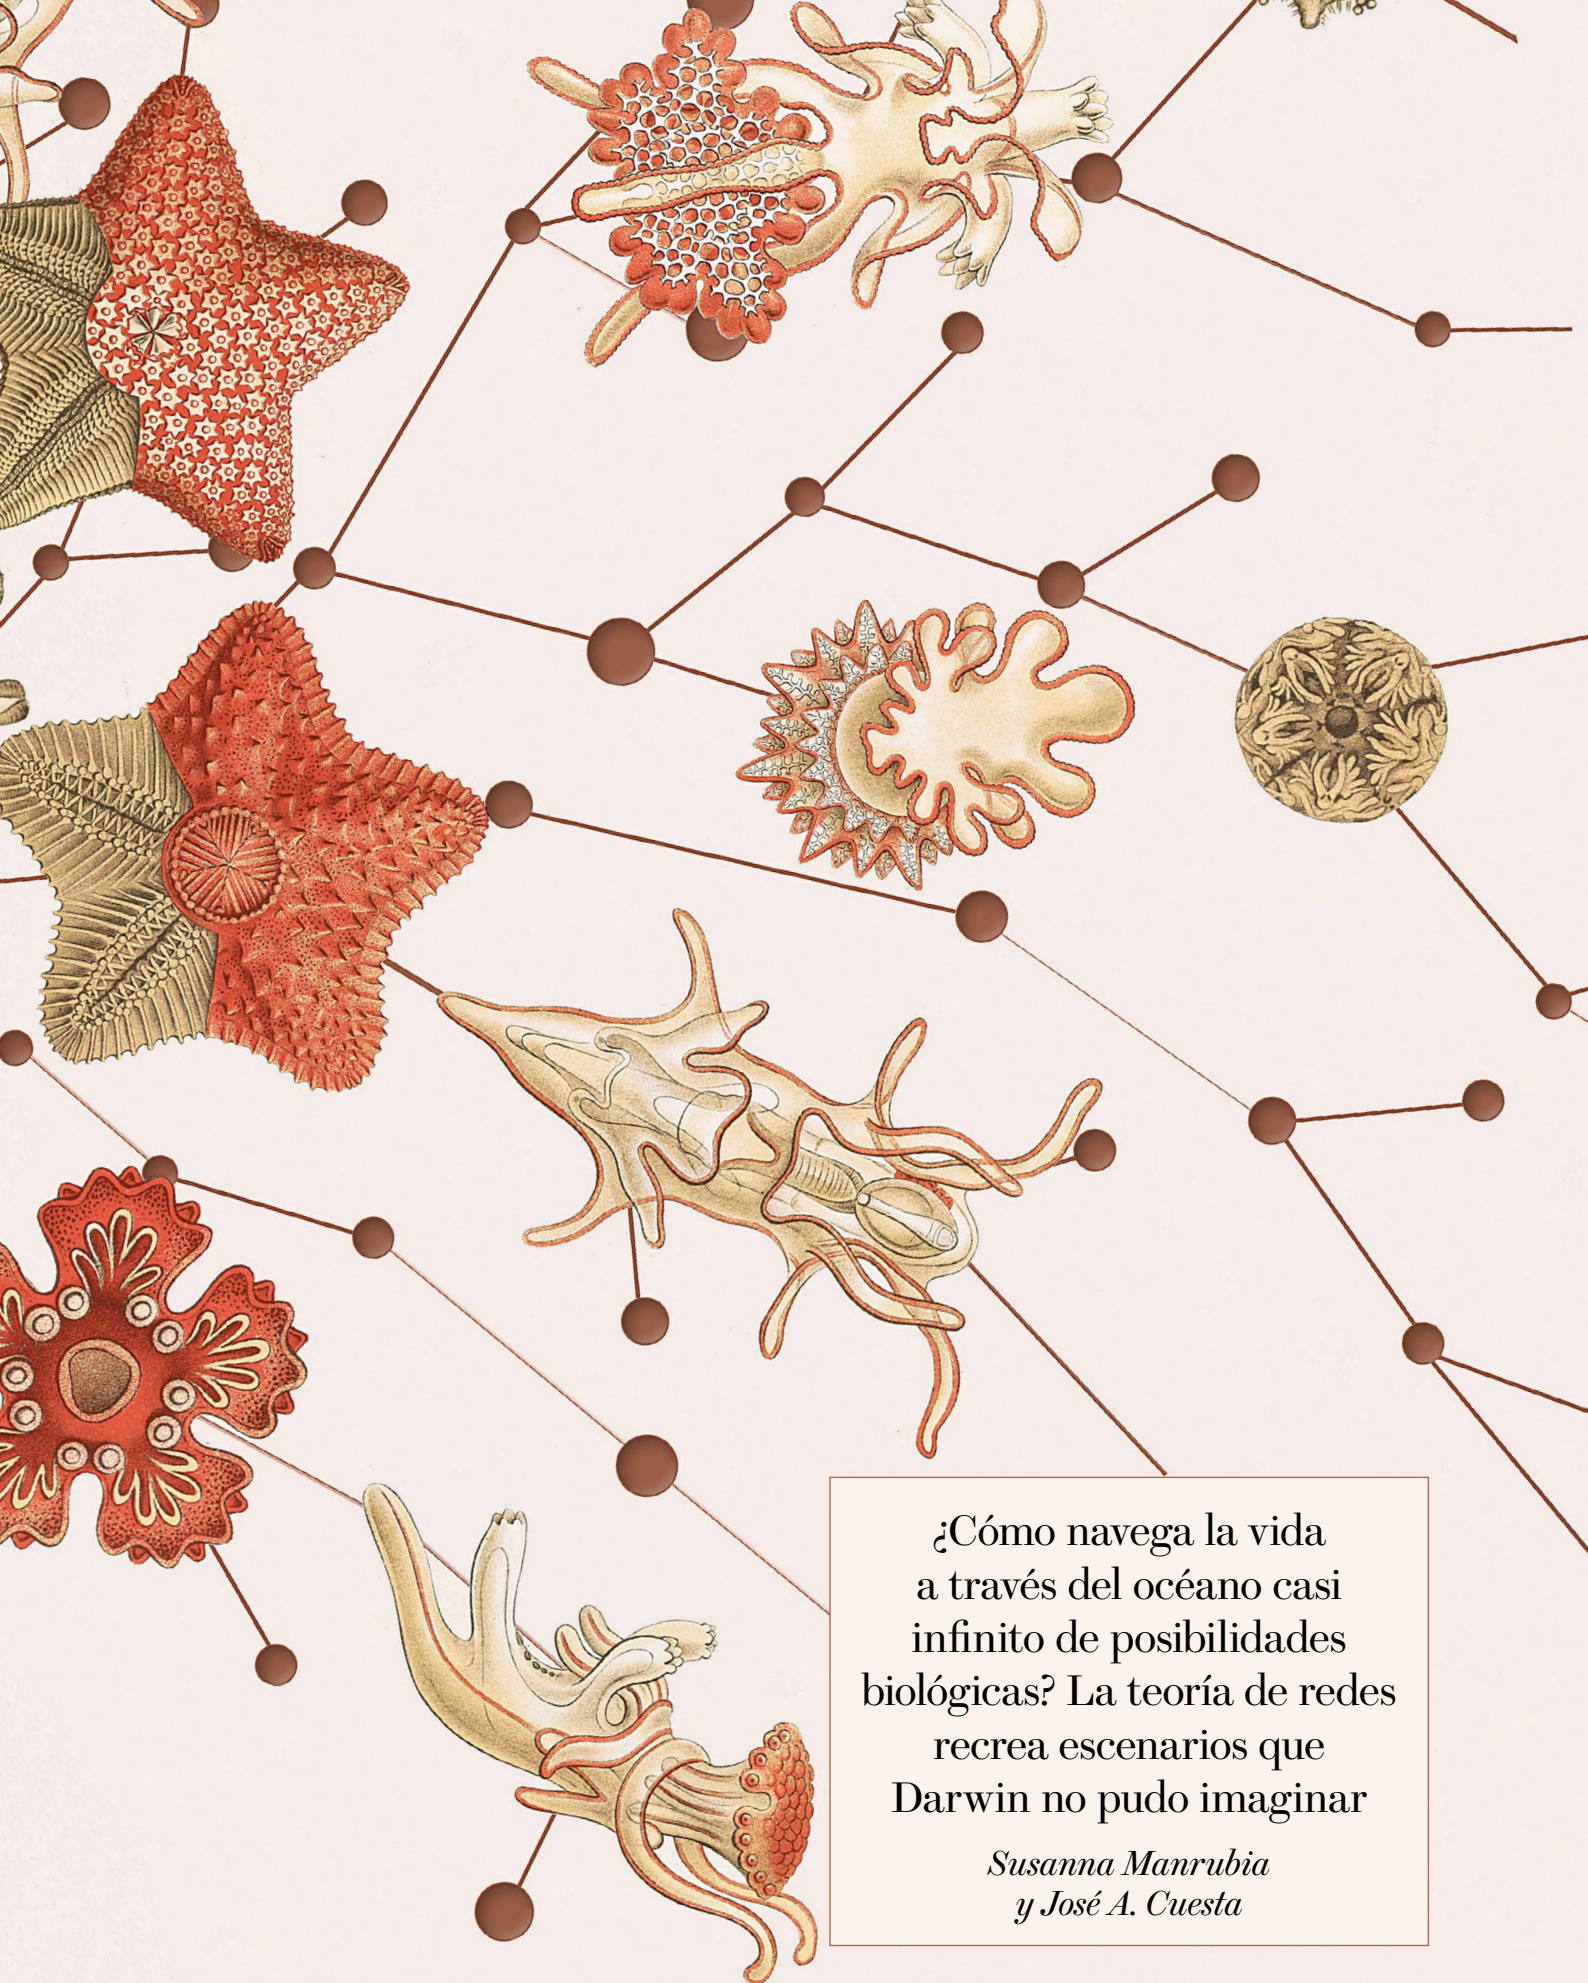 ¿Cómo navega la vida
a través del océano casi
infinito de posibilidades
biológicas? La teoría de redes
recrea escenarios que
Darwin no pudo imaginar
Susanna Manrubia
y José A. Cuesta